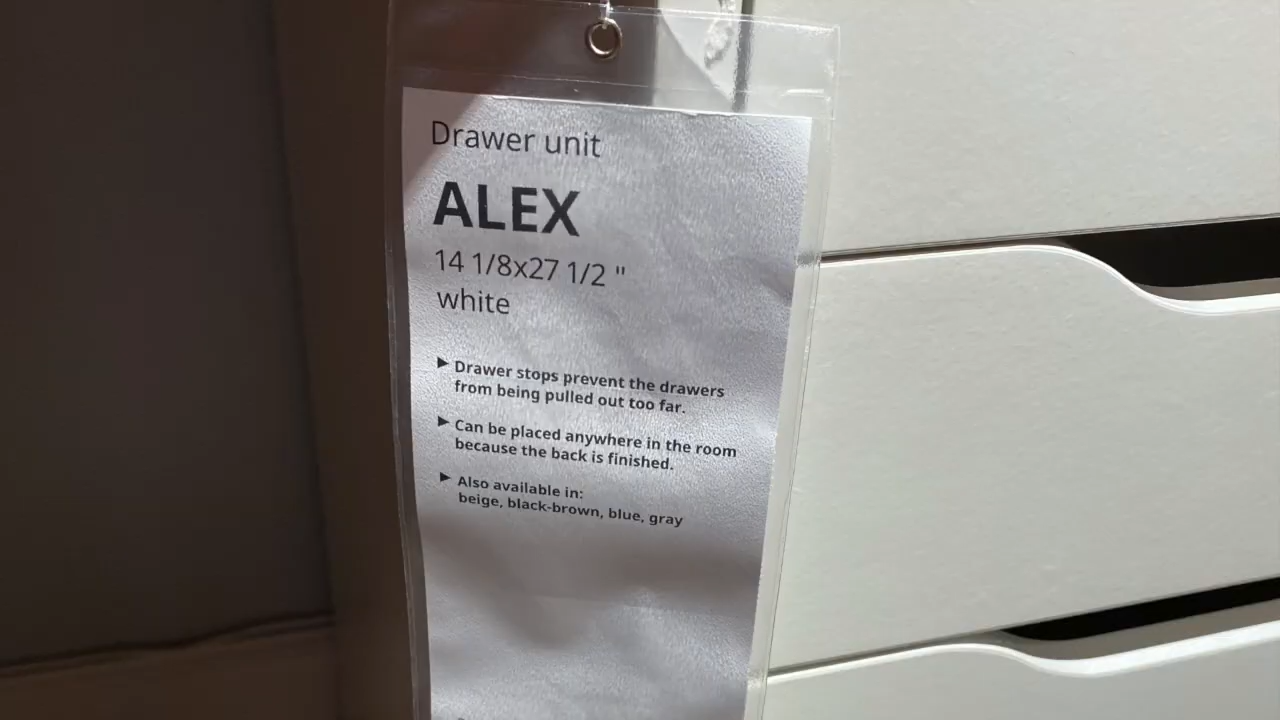 Drawer unit
ALEX
14 1/8x27 1/2 "
white
▶ Drawer stops prevent the drawers
from being pulled out too far.
▶ Can be placed anywhere in the room
because the back is finished.
▶ Also available in:
beige, black-brown, blue, gray